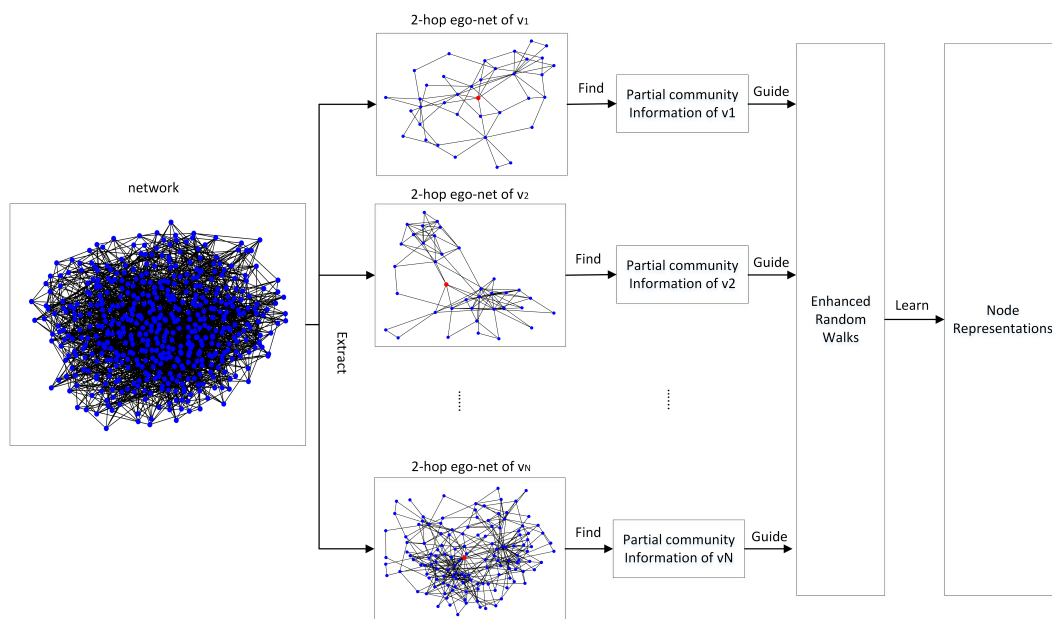 network
Extract
2-hop ego-net of v1
Find
Partial community
Information of v1
Guide
2-hop ego-net of v2
Find
Partial community
Information of v2
Guide
......
......
2-hop ego-net of vN
Find
Partial community
Information of vN
Guide
Enhanced
Random
Walks
Learn
Node
Representations